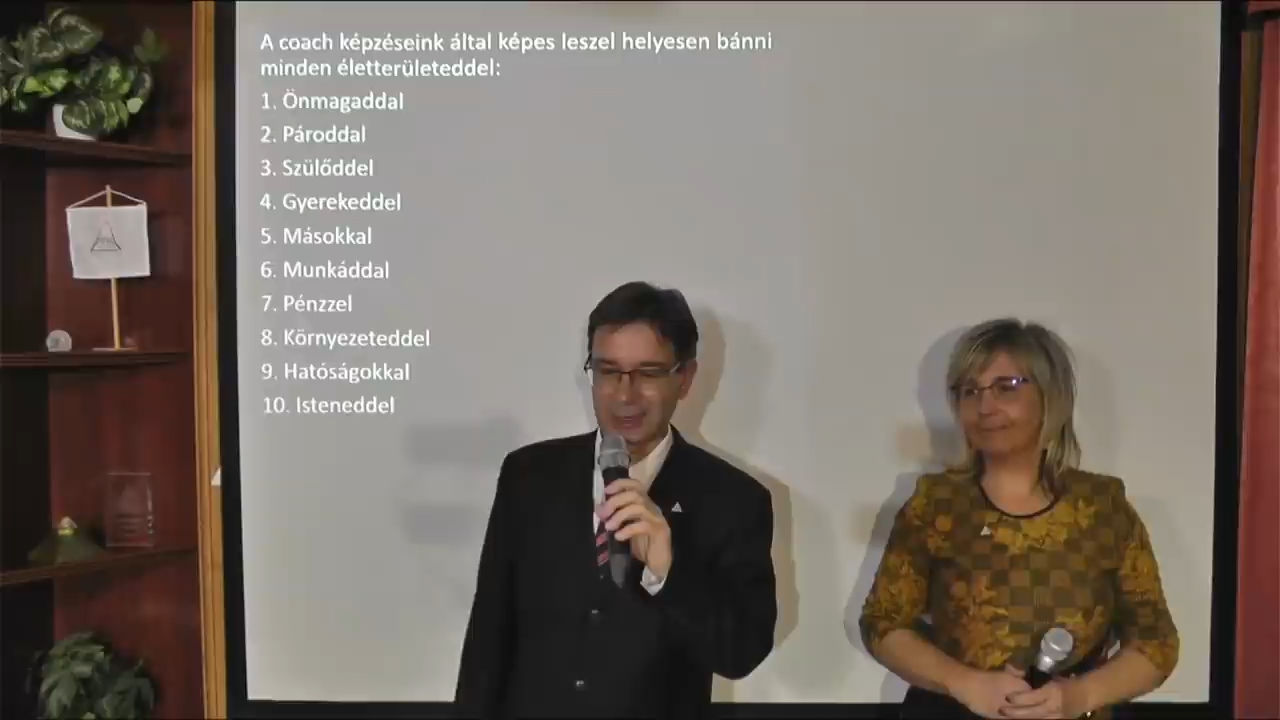 A coach képzéseink által képes leszel helyesen bánni
minden életterületeddel:
1. Önmagaddal
2. Pároddal
3. Szülőddel
4. Gyerekeddel
5. Másokkal
6. Munkáddal
7. Pénzzel
8. Környezeteddel
9. Hatóságokkal
10. Isteneddel